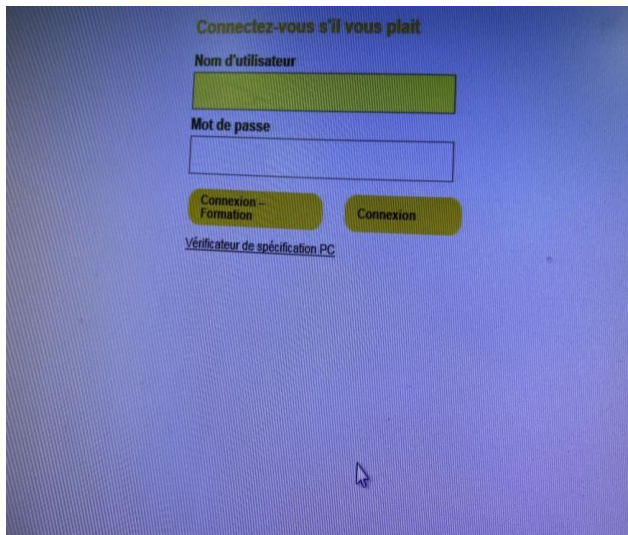 Connectez-vous s'il vous plait
Nom d'utilisateur
Mot de passe
Connexion –
Formation
Connexion
Vérificateur de spécification PC